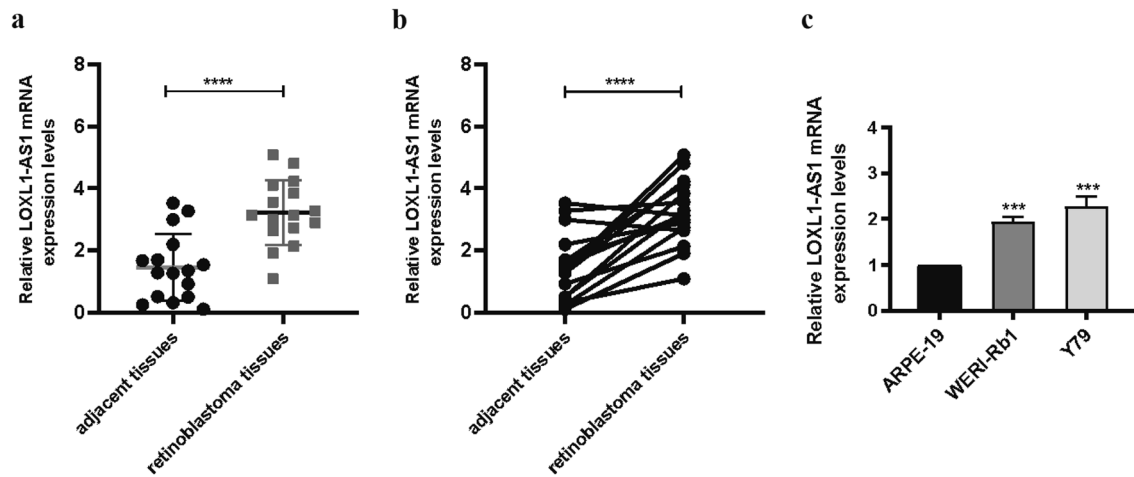 a
Relative LOXL1-AS1 mRNA
expression levels
8
6
4
2
0
****
adjacent tissues
retinoblastoma tissues
b
Relative LOXL1-AS1 mRNA
expression levels
8
6
4
2
0
****
adjacent tissues
retinoblastoma tissues
c
Relative LOXL1-AS1 mRNA
expression levels
4
3
2
1
0
***
***
ARPE-19
WERI-Rb1
Y79